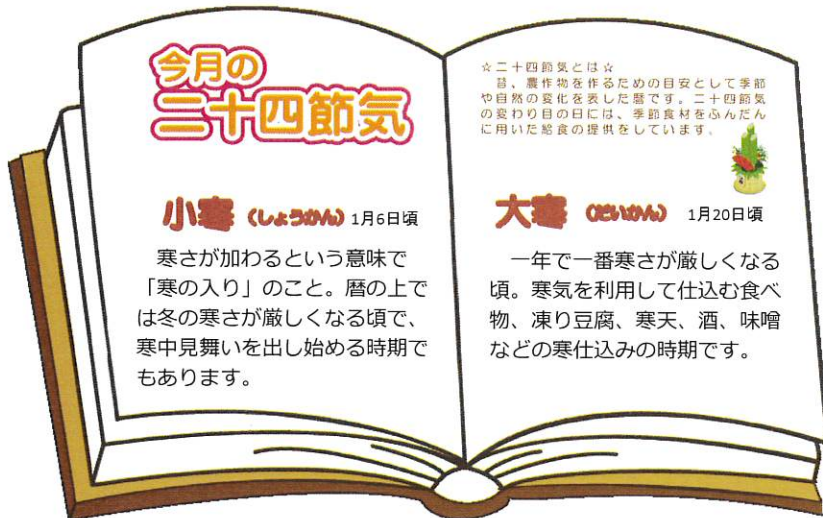 今月の
二十四節気
小寒 (しょうかん) 1月6日頃
寒さが加わるという意味で
「寒の入り」のこと。暦の上で
は冬の寒さが厳しくなる頃で、
寒中見舞いを出し始める時期で
もあります。
☆二十四節気とは☆
昔、農作物を作るための目安として季節
や自然の変化を表した暦です。二十四節気
の変わり目の日には、季節食材をふんだん
に用いた給食の提供をしています。
大寒 (だいかん) 1月20日頃
一年で一番寒さが厳しくなる
頃。寒気を利用して仕込む食べ
物、凍り豆腐、寒天、酒、味噌
などの寒仕込みの時期です。